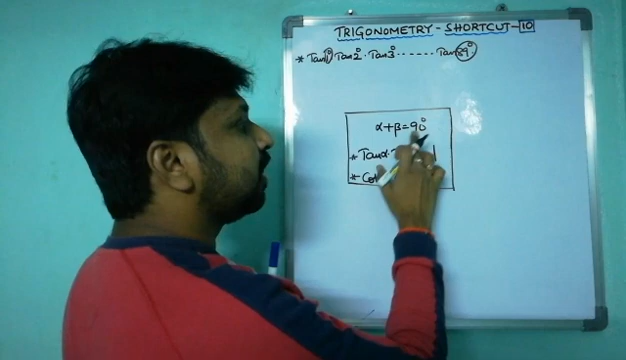 TRIGONOMETRY - SHORTCUT - 10
* Tan1° Tan2° · Tan3° ······ Tan89°
α+β=90°
* Tanα ·
* Cot